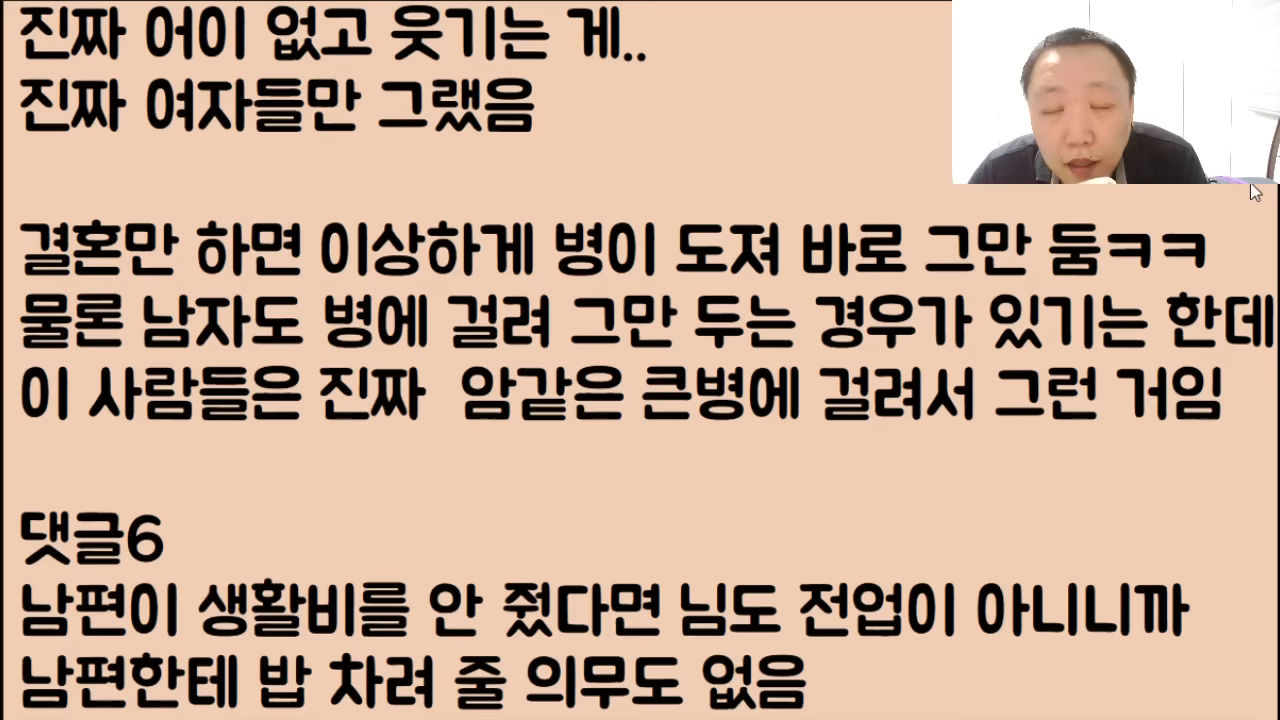 진짜 어이 없고 웃기는 게..
진짜 여자들만 그랬음
결혼만 하면 이상하게 병이 도져 바로 그만 둠ㅋㅋ
물론 남자도 병에 걸려 그만 두는 경우가 있기는 한데
이 사람들은 진짜 암같은 큰병에 걸려서 그런 거임
댓글6
남편이 생활비를 안 줬다면 님도 전업이 아니니까
남편한테 밥 차려 줄 의무도 없음